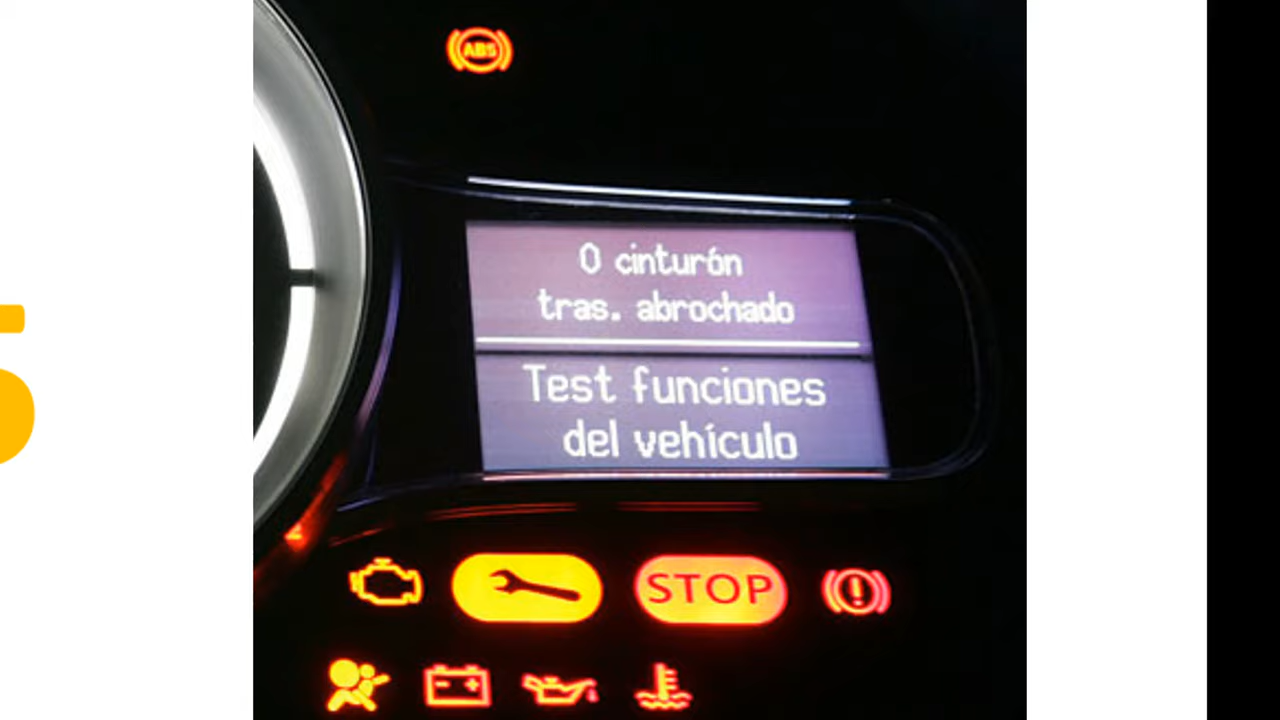 ABS
0 cinturón
tras. abrochado
Test funciones
del vehículo
STOP